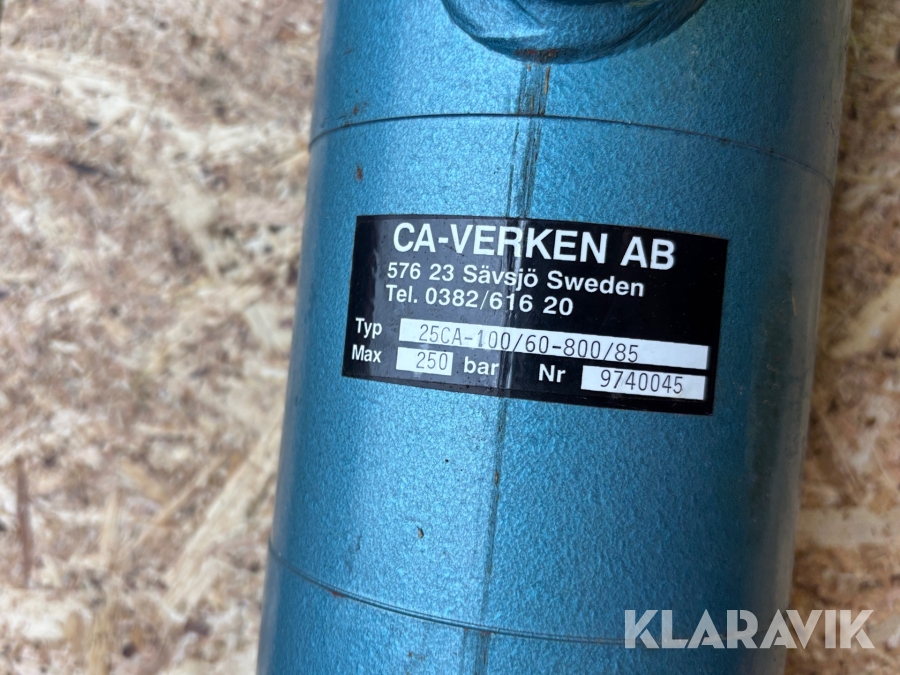 CA-VERKEN AB
576 23 Sävsjö Sweden
Tel. 0382/616 20
Typ 25CA-100/60-800/85
Max 250 bar Nr 9740045
KLARAVIK